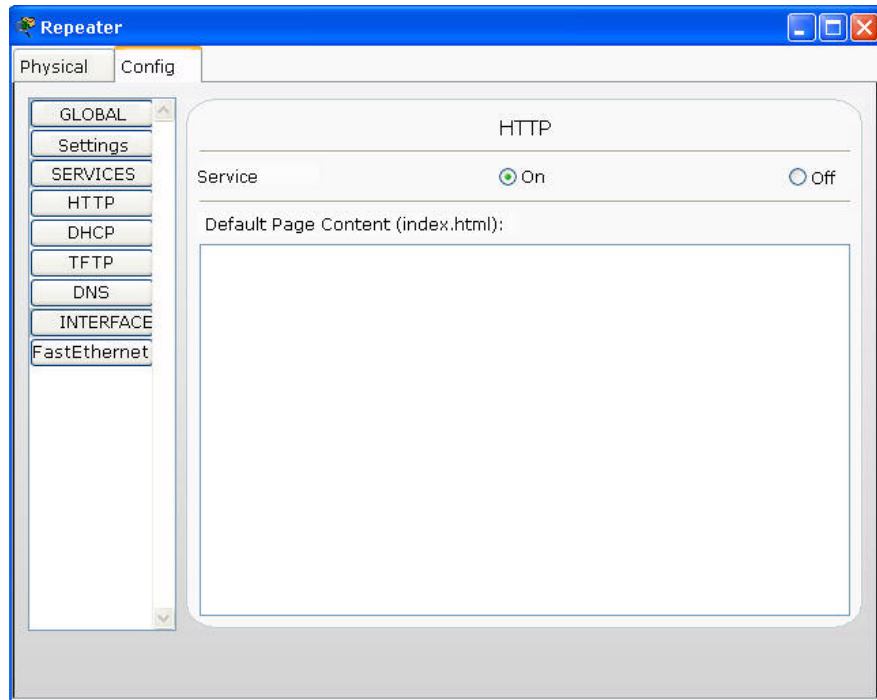 Repeater
Physical Config
GLOBAL
Settings
SERVICES
HTTP
DHCP
TFTP
DNS
INTERFACE
FastEthernet
HTTP
Service On Off
Default Page Content (index.html):